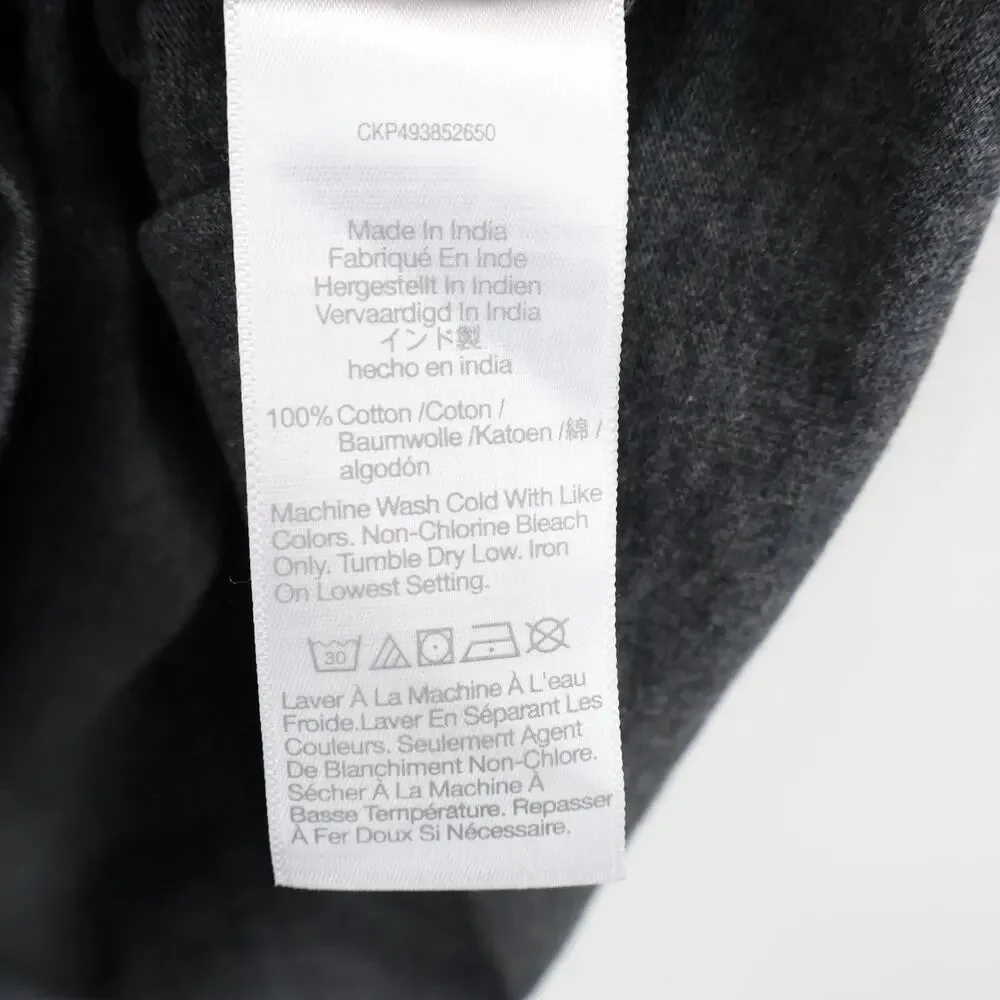 CKP493852650
Made In India
Fabriqué En Inde
Hergestellt In Indien
Vervaardigd In India
インド製
hecho en india
100% Cotton /Coton /
Baumwolle /Katoen /綿 /
algodón
Machine Wash Cold With Like
Colors. Non-Chlorine Bleach
Only. Tumble Dry Low. Iron
On Lowest Setting.
30
Laver À La Machine À L'eau
Froide.Laver En Séparant Les
Couleurs. Seulement Agent
De Blanchiment Non-Chlore.
Sécher À La Machine À
Basse Température. Repasser
À Fer Doux Si Nécessaire.